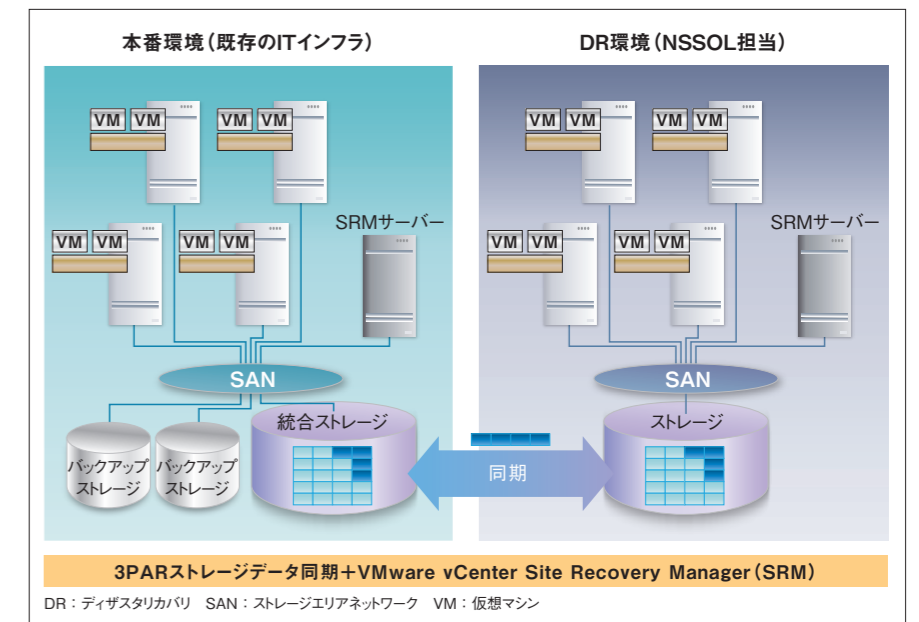 本番環境（既存のITインフラ）
VM VM
VM VM
VM VM
VM VM
SRMサーバー
SAN
バックアップ
ストレージ
バックアップ
ストレージ
統合ストレージ
同期
DR環境（NSSOL担当）
VM VM
VM VM
VM VM
VM VM
SRMサーバー
SAN
ストレージ
3PARストレージデータ同期＋VMware vCenter Site Recovery Manager（SRM）
DR：ディザスタリカバリ　SAN：ストレージエリアネットワーク　VM：仮想マシン